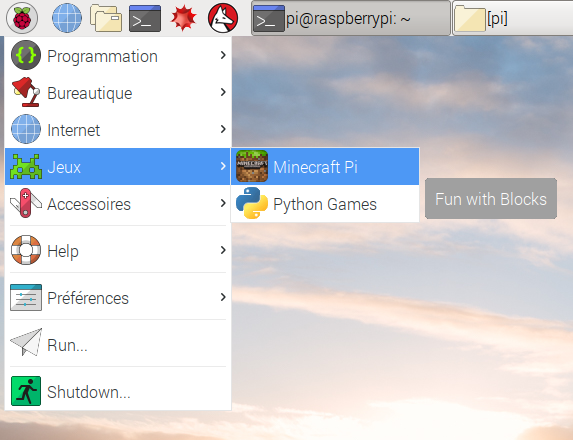 pi@raspberrypi: ~
[pi]
Programmation
Bureautique
Internet
Jeux
Minecraft Pi
Accessoires
Python Games
Fun with Blocks
Help
Préférences
Run...
Shutdown...